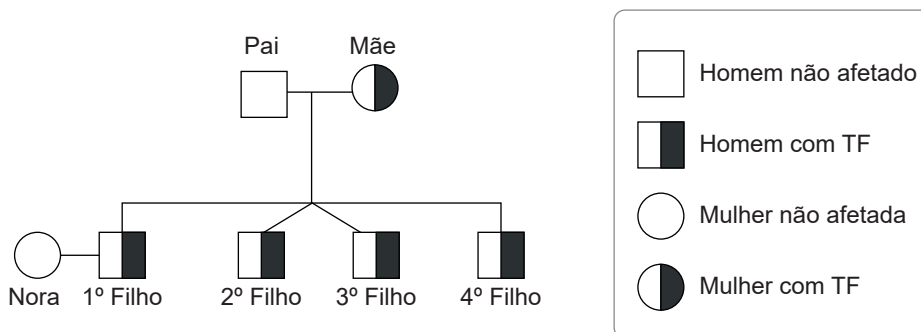 Pai Mãe
Nora 1º Filho 2º Filho 3º Filho 4º Filho
Homem não afetado
Homem com TF
Mulher não afetada
Mulher com TF